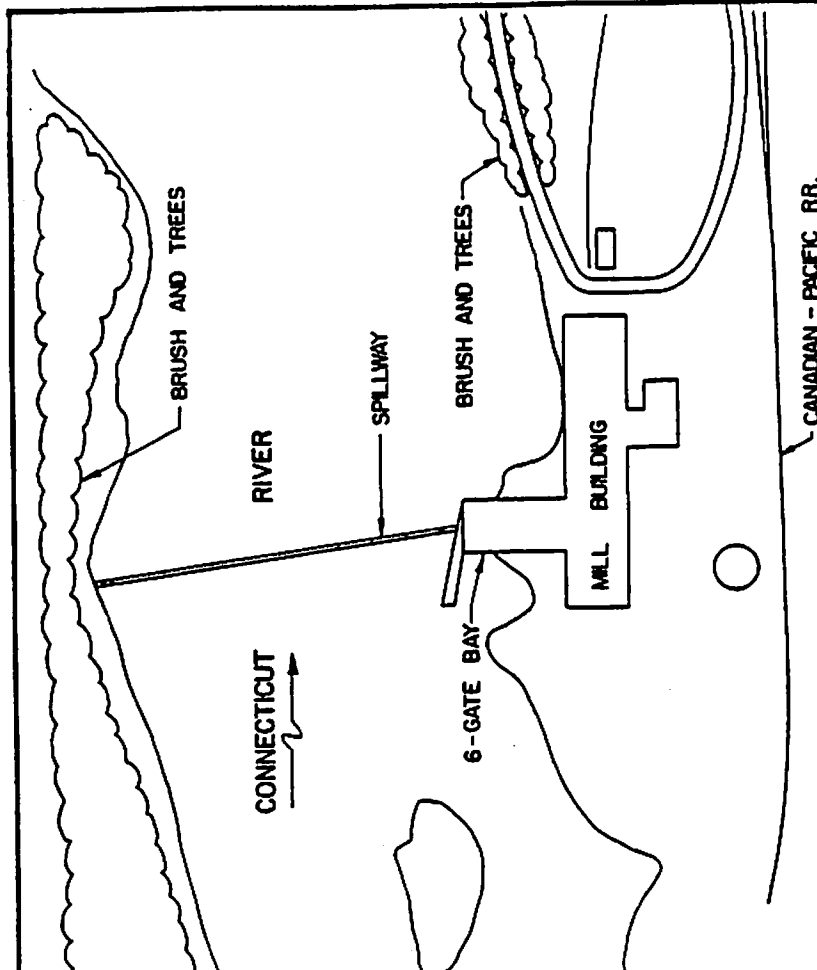 BRUSH AND TREES
RIVER
SPILLWAY
BRUSH AND TREES
CONNECTICUT
6-GATE BAY
MILL BUILDING
CANADIAN - PACIFIC RR.